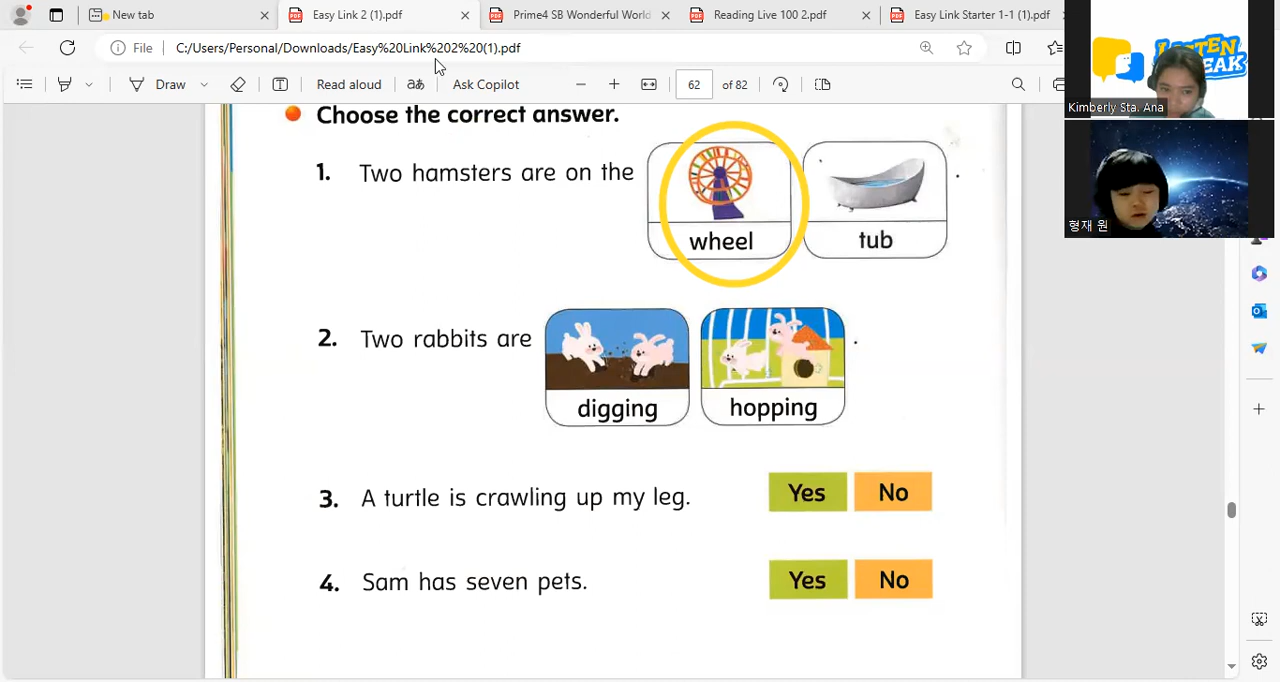 New tab
Easy Link 2 (1).pdf
Prime4 SB Wonderful World
Reading Live 100 2.pdf
Easy Link Starter 1-1 (1).pdf
File
C:/Users/Personal/Downloads/Easy%20Link%202%20(1).pdf
Draw
Read aloud
aあ
Ask Copilot
62
of 82
Choose the correct answer.
1. Two hamsters are on the wheel tub .
2. Two rabbits are digging hopping .
3. A turtle is crawling up my leg. Yes No
4. Sam has seven pets. Yes No
Kimberly Sta. Ana
형재 원